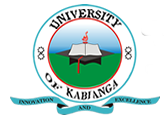 UNIVERSITY
OF KABIANGA
INNOVATION
AND
EXCELLENCE